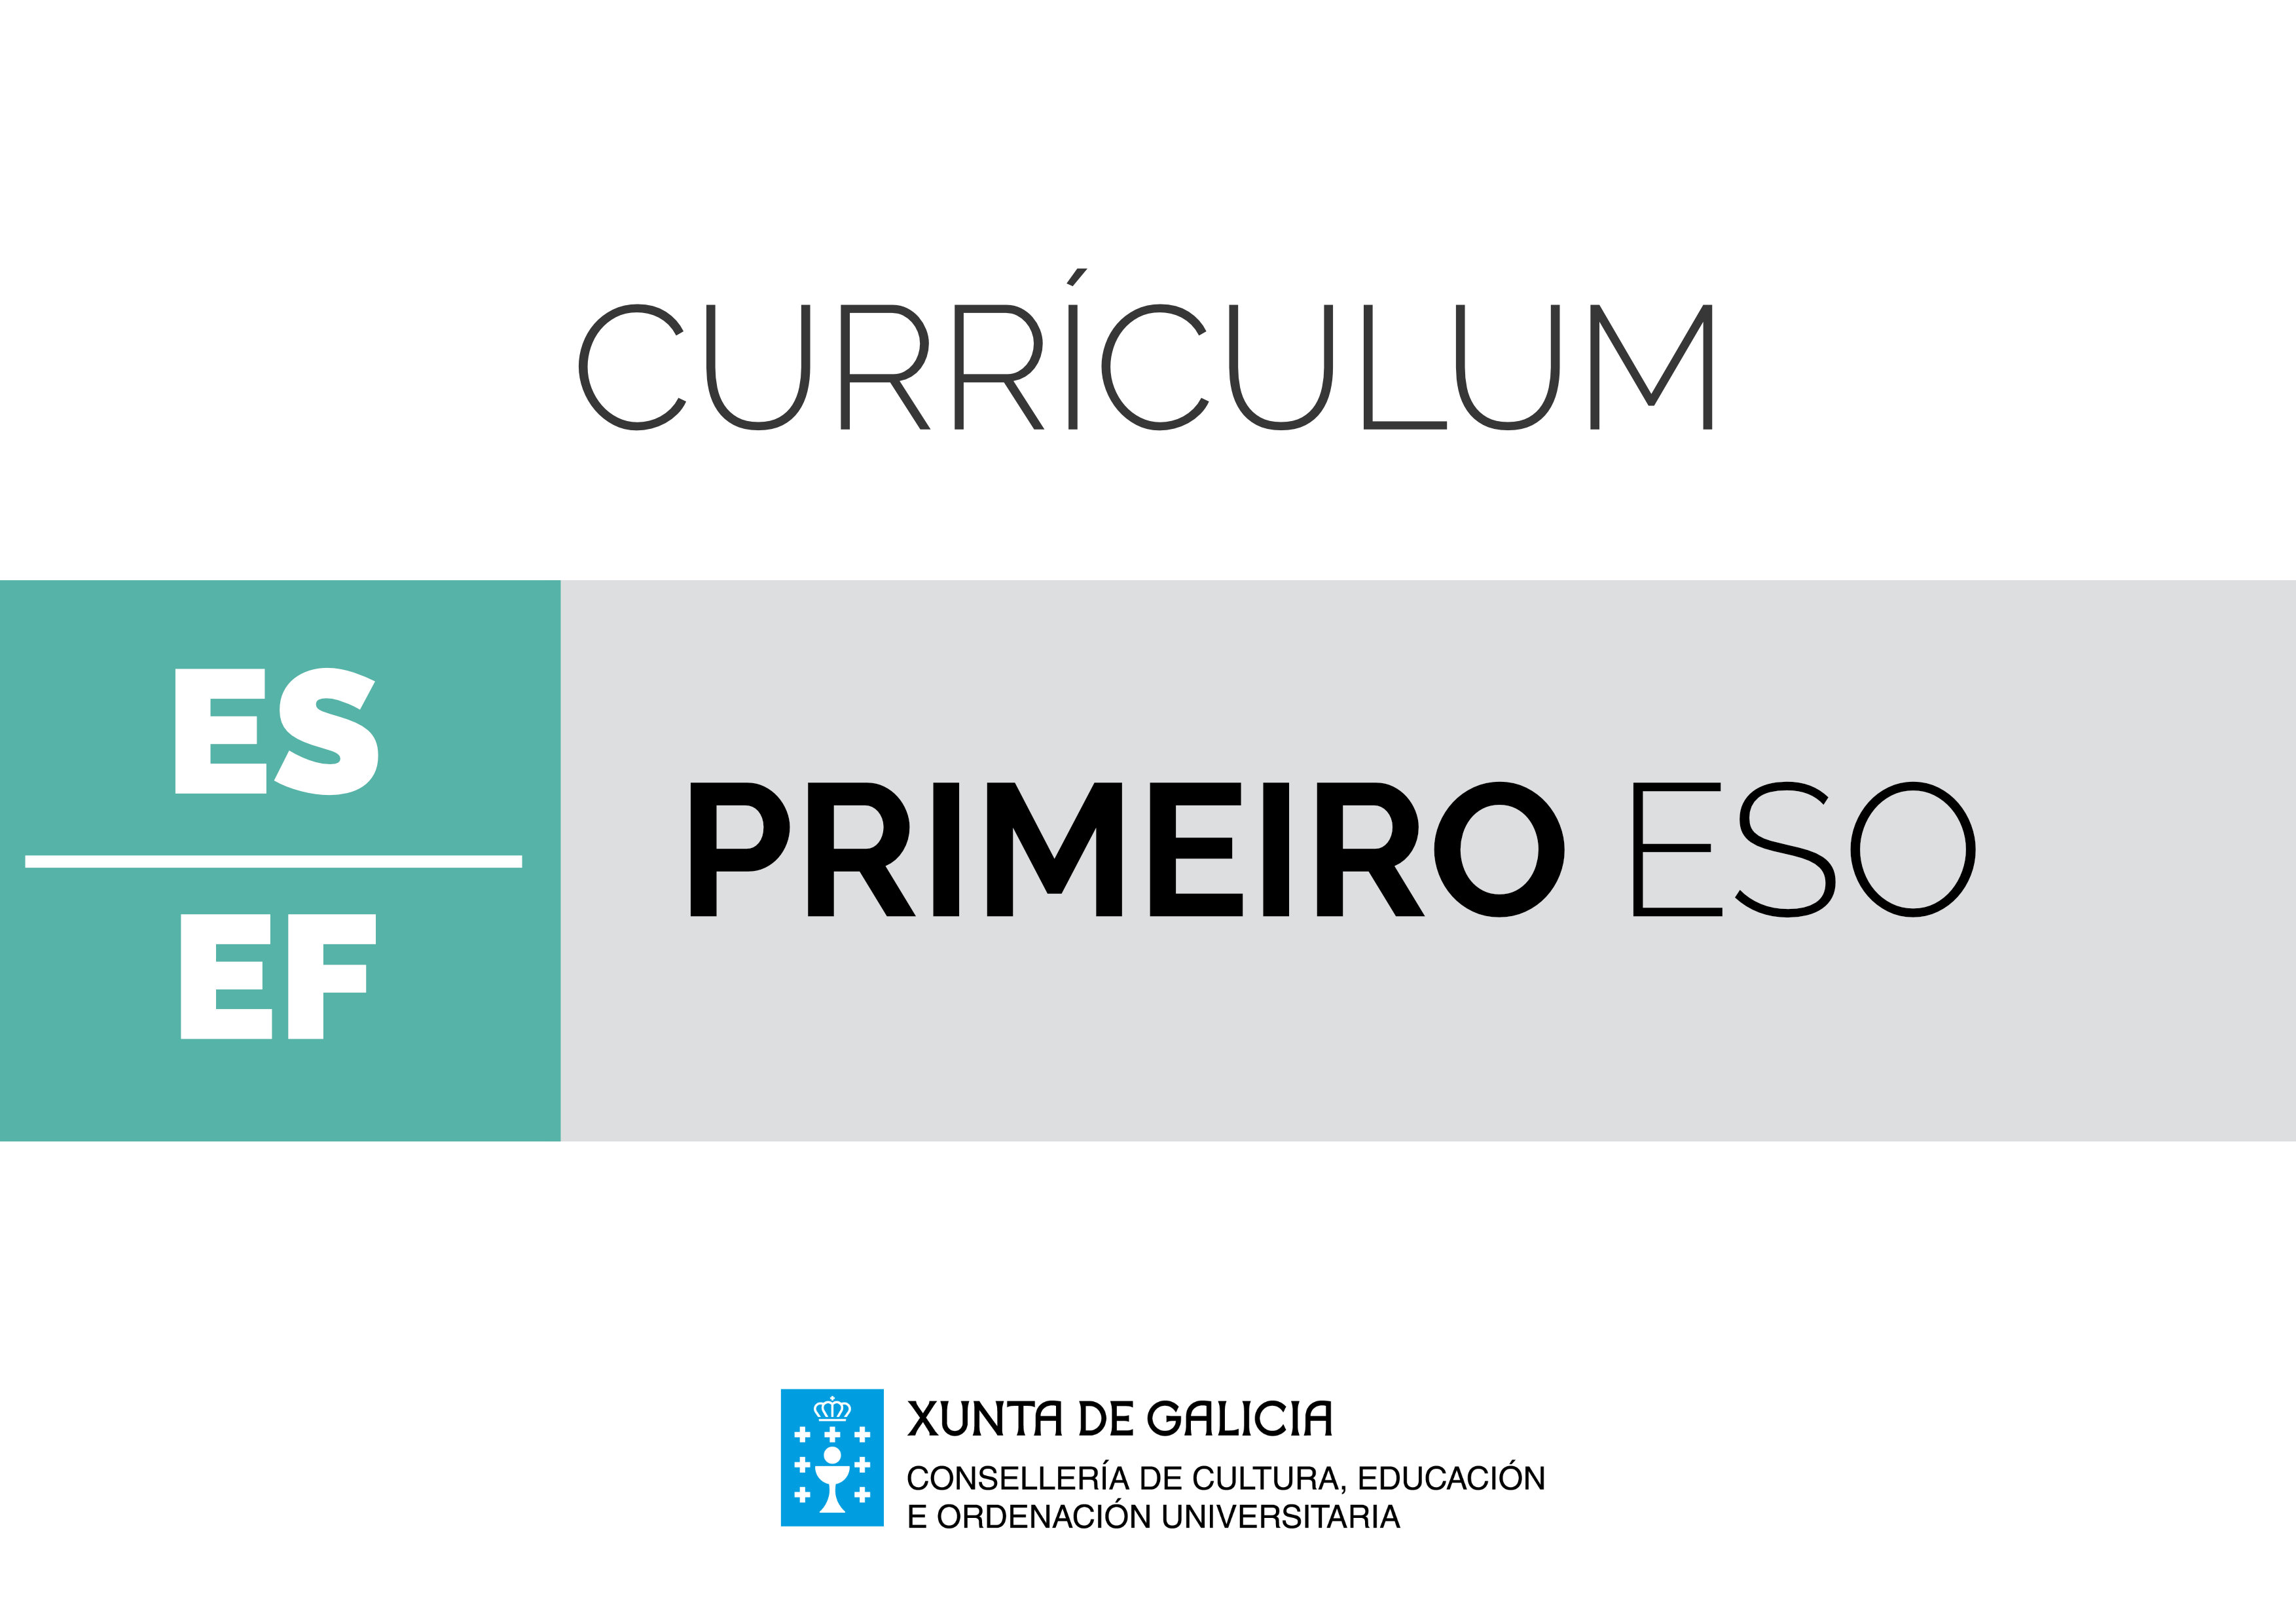 CURRÍCULUM
ES
EF
PRIMEIRO ESO
XUNTA DE GALICIA
CONSELLERÍA DE CULTURA, EDUCACIÓN
E ORDENACIÓN UNIVERSITARIA